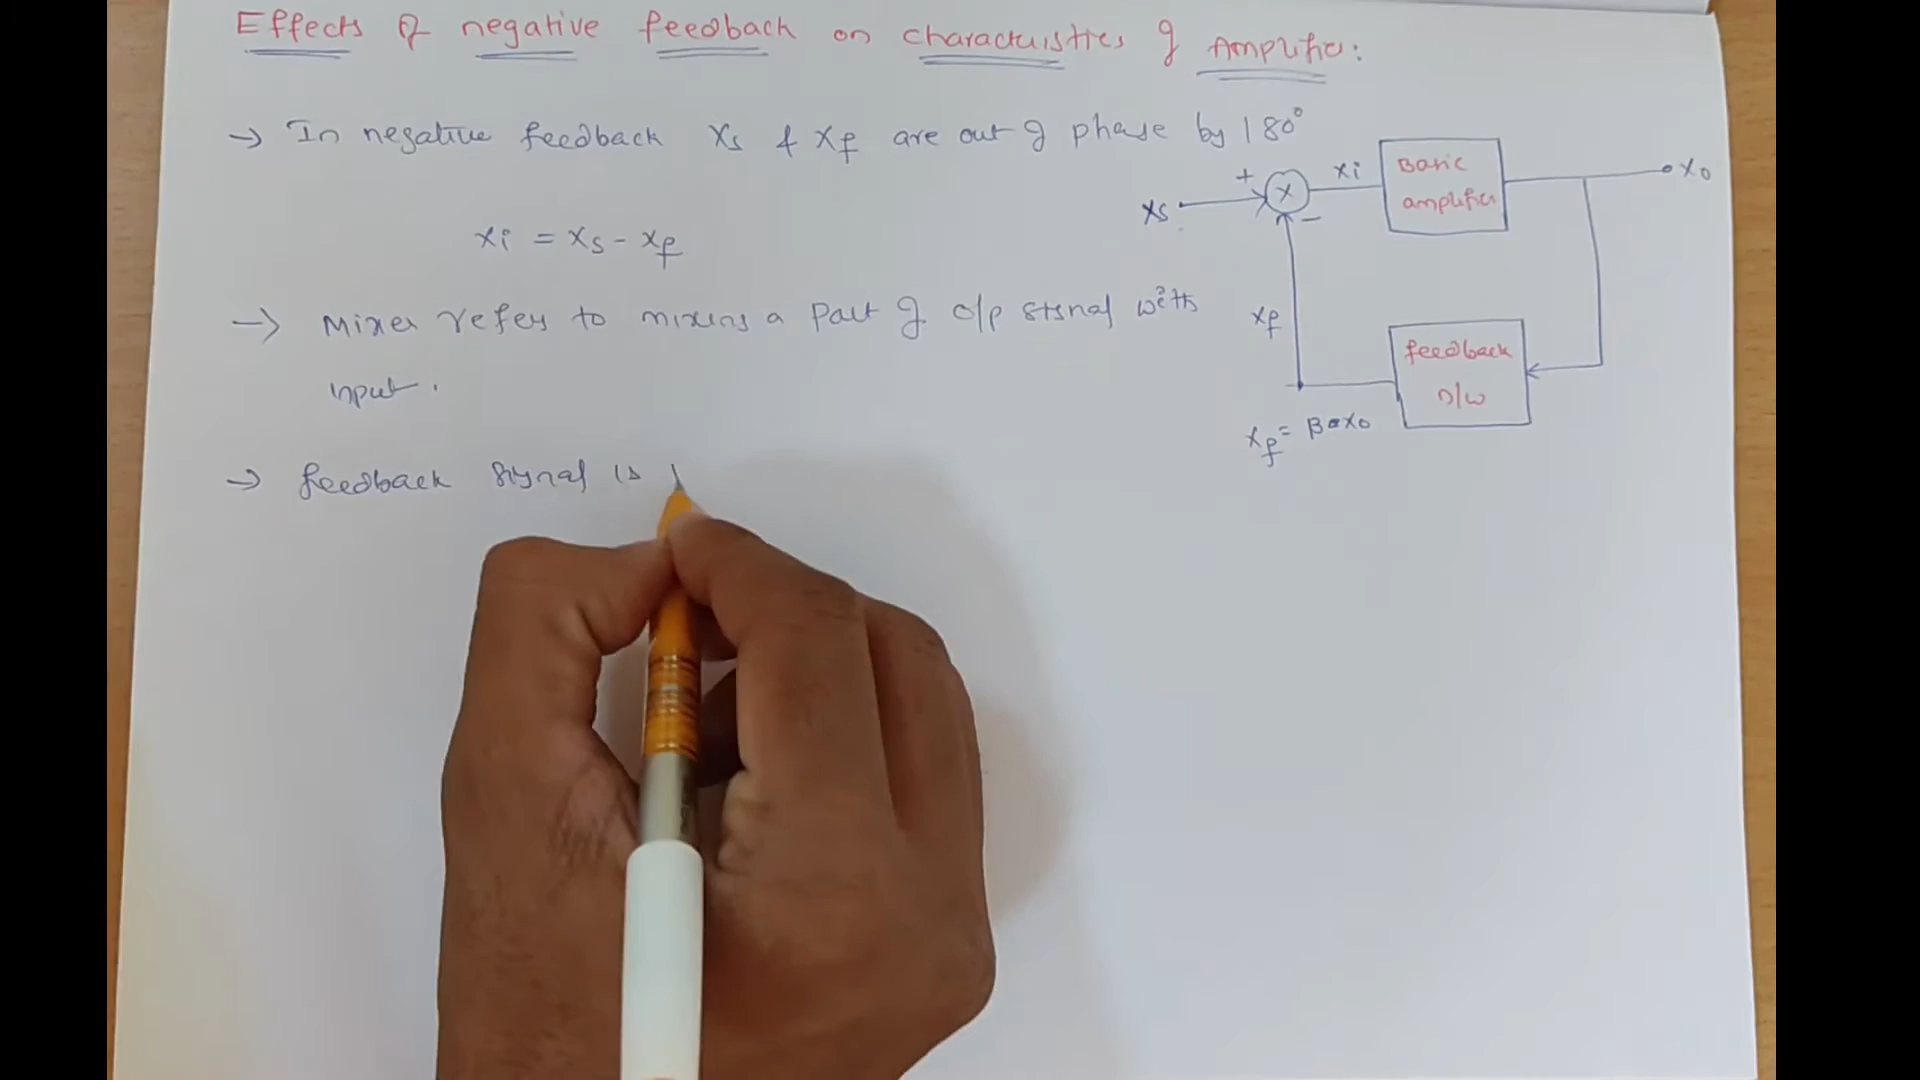 Effects of negative feedback on characteristics of Amplifier:
→ In negative feedback Xs & Xf are out of phase by 180°
xi = xs - xf
→ Mixer refers to mixing a part of o/p signal with
input.
→ feedback signal is
Xs
+
X
-
xi
Basic
amplifier
Xo
xf
feedback
n/w
xf = βoxo